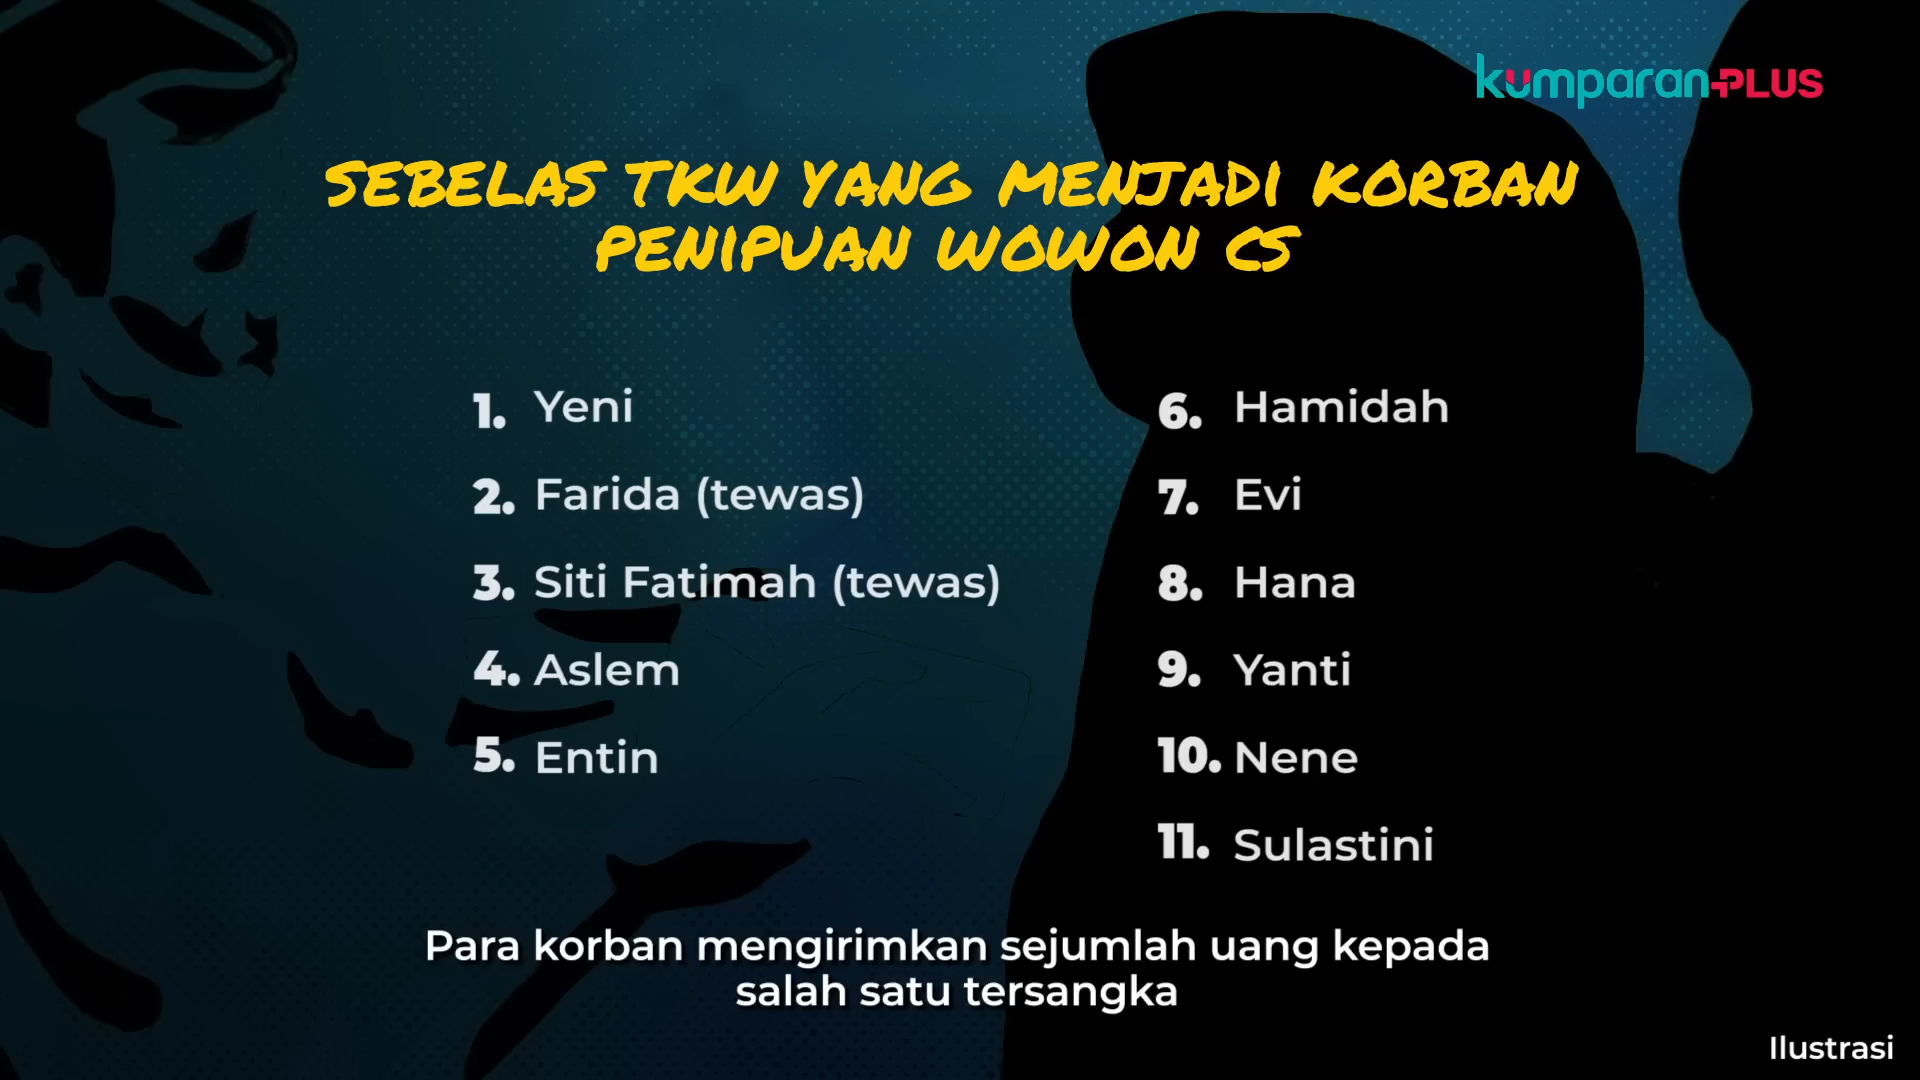 kumparanPLUS
SEBELAS TKW YANG MENJADI KORBAN
PENIPUAN WOWON CS
1. Yeni
2. Farida (tewas)
3. Siti Fatimah (tewas)
4. Aslem
5. Entin
6. Hamidah
7. Evi
8. Hana
9. Yanti
10. Nene
11. Sulastini
Para korban mengirimkan sejumlah uang kepada
salah satu tersangka
Ilustrasi